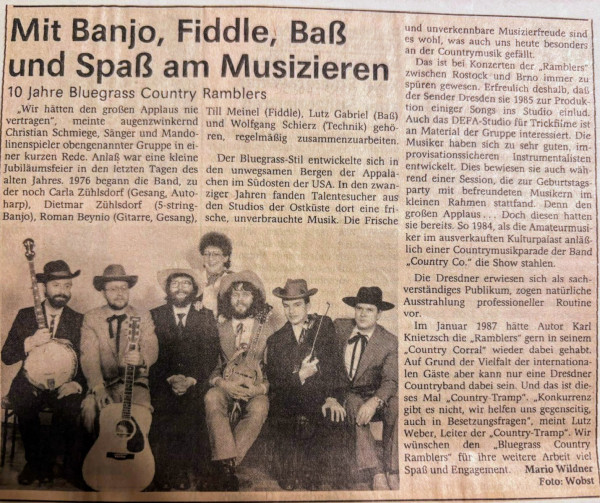 Mit Banjo, Fiddle, Baß
und Spaß am Musizieren
10 Jahre Bluegrass Country Ramblers
„Wir hätten den großen Applaus nie
vertragen“, meinte augenzwinkernd
Christian Schmiege, Sänger und Mando-
linenspieler obengenannter Gruppe in ei-
ner kurzen Rede. Anlaß war eine kleine
Jubiläumsfeier in den letzten Tagen des
alten Jahres. 1976 begann die Band, zu
der noch Carla Zühlsdorf (Gesang, Auto-
harp), Dietmar Zühlsdorf (5-string-
Banjo), Roman Beynio (Gitarre, Gesang),
Till Meinel (Fiddle), Lutz Gabriel (Baß)
und Wolfgang Schierz (Technik) gehö-
ren, regelmäßig zusammenzuarbeiten.
Der Bluegrass-Stil entwickelte sich in
den unwegsamen Bergen der Appala-
chen im Südosten der USA. In den zwan-
ziger Jahren fanden Talentesucher aus
den Studios der Ostküste dort eine fri-
sche, unverbrauchte Musik. Die Frische
und unverkennbare Musizierfreude sind
es wohl, was auch uns heute besonders
an der Countrymusik gefällt.
Das ist bei Konzerten der „Ramblers“
zwischen Rostock und Brno immer zu
spüren gewesen. Erfreulich deshalb, daß
der Sender Dresden sie 1985 zur Produk-
tion einiger Songs ins Studio einlud.
Auch das DEFA-Studio für Trickfilme ist
an Material der Gruppe interessiert. Die
Musiker haben sich zu sehr guten, im-
provisationssicheren Instrumentalisten
entwickelt. Dies bewiesen sie auch wäh-
rend einer Session, die zur Geburtstags-
party mit befreundeten Musikern im
kleinen Rahmen stattfand. Denn den
großen Applaus . . . Doch diesen hatten
sie bereits. So 1984, als die Amateurmusi-
ker im ausverkauften Kulturpalast anläß-
lich einer Countrymusikparade der Band
„Country Co.“ die Show stahlen.
Die Dresdner erwiesen sich als sach-
verständiges Publikum, zogen natürliche
Ausstrahlung professioneller Routine
vor.
Im Januar 1987 hätte Autor Karl
Knietzsch die „Ramblers“ gern in seinem
„Country Corral“ wieder dabei gehabt.
Auf Grund der Vielfalt der internationa-
len Gäste aber kann nur eine Dresdner
Countryband dabei sein. Und das ist die-
ses Mal „Country-Tramp“. „Konkurrenz
gibt es nicht, wir helfen uns gegenseitig,
auch in Besetzungsfragen“, meint Lutz
Weber, Leiter der „Country-Tramp“. Wir
wünschen den „Bluegrass Country
Ramblers“ für ihre weitere Arbeit viel
Spaß und Engagement. Mario Wildner
Foto: Wobst